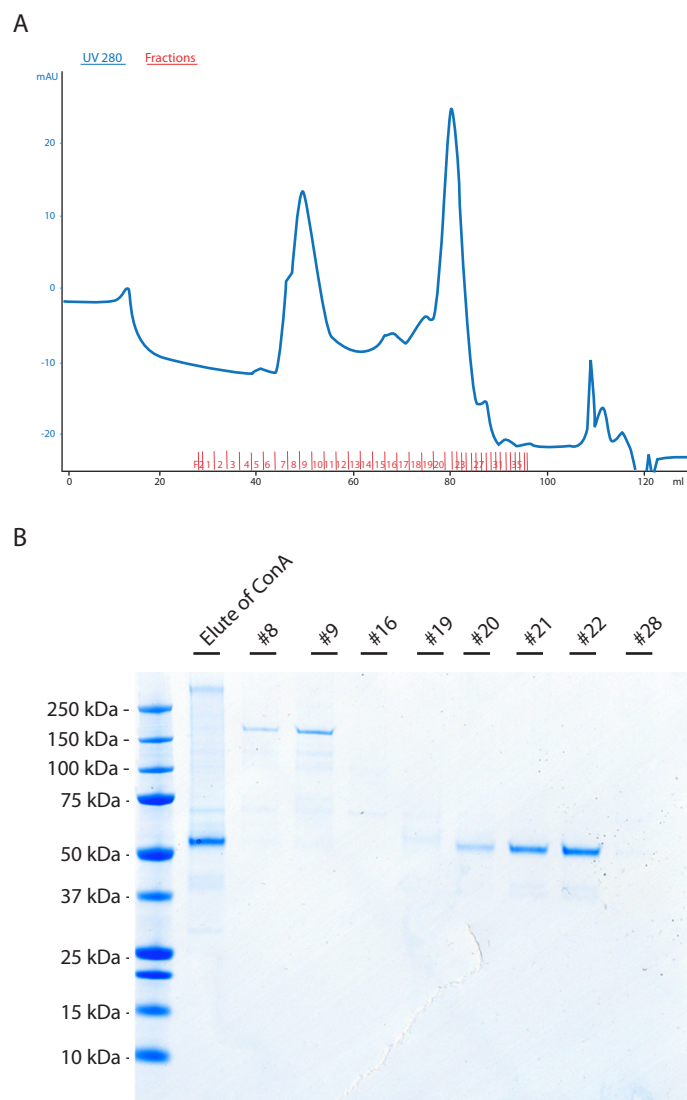 A
UV 280 Fractions
mAU
20
10
0
-10
-20
F2 1 2 3 4 5 6 7 8 9 10 11 12 13 14 15 16 17 18 19 20 23 27 31 35
0 20 40 60 80 100 120 ml
B
Elute of ConA #8 #9 #16 #19 #20 #21 #22 #28
250 kDa -
150 kDa -
100 kDa -
75 kDa -
50 kDa -
37 kDa -
25 kDa -
15 kDa -
10 kDa -